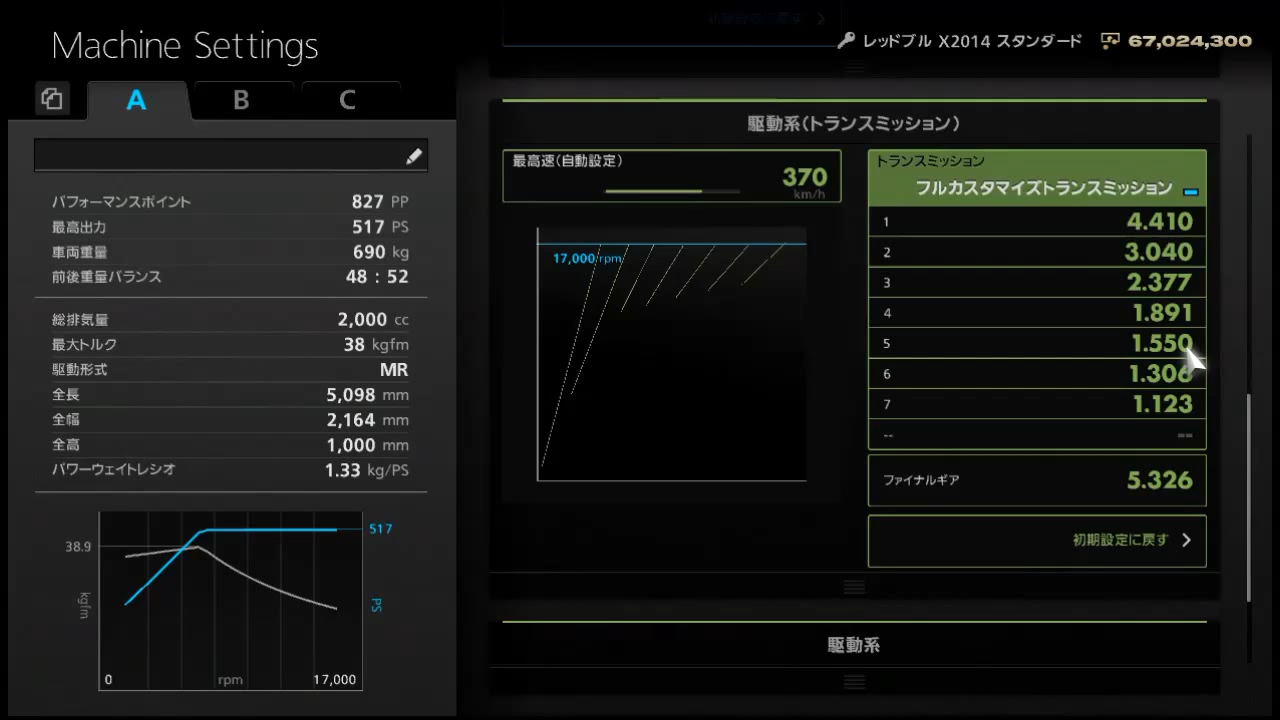 Machine Settings
初期設定に戻す
レッドブル X2014 スタンダード 67,024,300
A B C
パフォーマンスポイント 827 PP
最高出力 517 PS
車両重量 690 kg
前後重量バランス 48 : 52
総排気量 2,000 cc
最大トルク 38 kgfm
駆動形式 MR
全長 5,098 mm
全幅 2,164 mm
全高 1,000 mm
パワーウェイトレシオ 1.33 kg/PS
517
38.9
kgfm
PS
0 rpm 17,000
駆動系(トランスミッション)
最高速(自動設定)
370
km/h
17,000 rpm
トランスミッション
フルカスタマイズトランスミッション
1 4.410
2 3.040
3 2.377
4 1.891
5 1.550
6 1.306
7 1.123
-- --
ファイナルギア 5.326
初期設定に戻す
駆動系